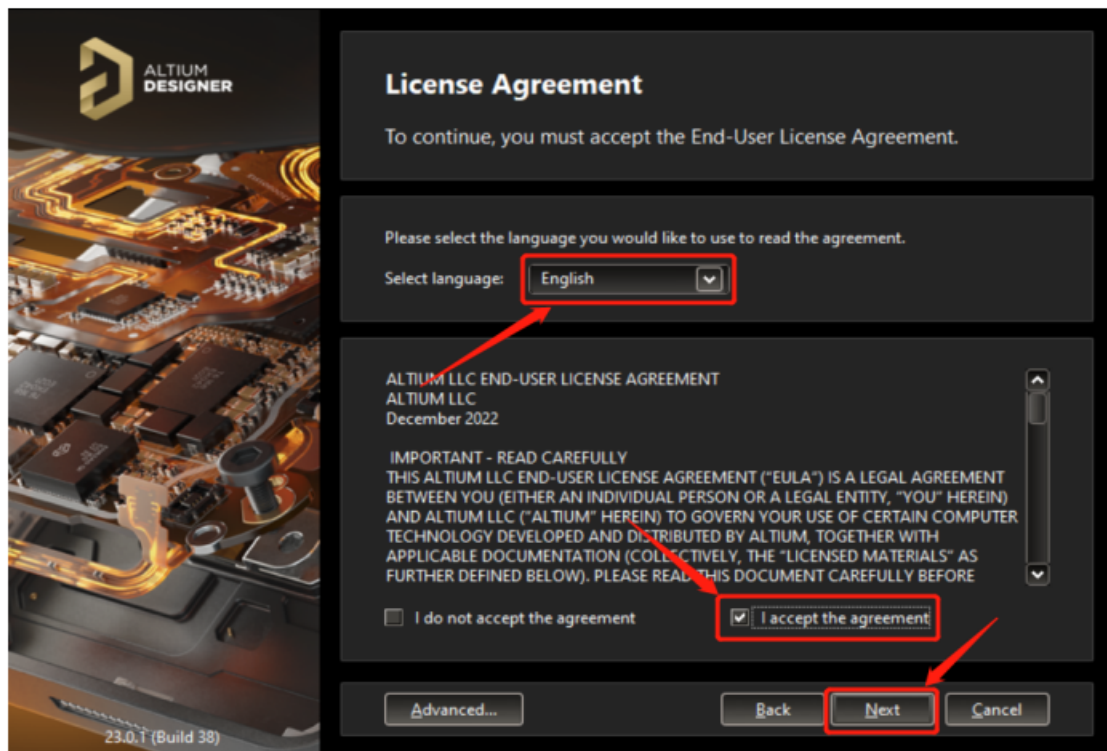 ALTIUM
DESIGNER
License Agreement
To continue, you must accept the End-User License Agreement.
Please select the language you would like to use to read the agreement.
Select language: English
ALTIUM LLC END-USER LICENSE AGREEMENT
ALTIUM LLC
December 2022
IMPORTANT - READ CAREFULLY
THIS ALTIUM LLC END-USER LICENSE AGREEMENT ("EULA") IS A LEGAL AGREEMENT
BETWEEN YOU (EITHER AN INDIVIDUAL PERSON OR A LEGAL ENTITY, "YOU" HEREIN)
AND ALTIUM LLC ("ALTIUM" HEREIN) TO GOVERN YOUR USE OF CERTAIN COMPUTER
TECHNOLOGY DEVELOPED AND DISTRIBUTED BY ALTIUM, TOGETHER WITH
APPLICABLE DOCUMENTATION (COLLECTIVELY, THE "LICENSED MATERIALS" AS
FURTHER DEFINED BELOW). PLEASE READ THIS DOCUMENT CAREFULLY BEFORE
I do not accept the agreement I accept the agreement
Advanced... Back Next Cancel
23.0.1 (Build 38)